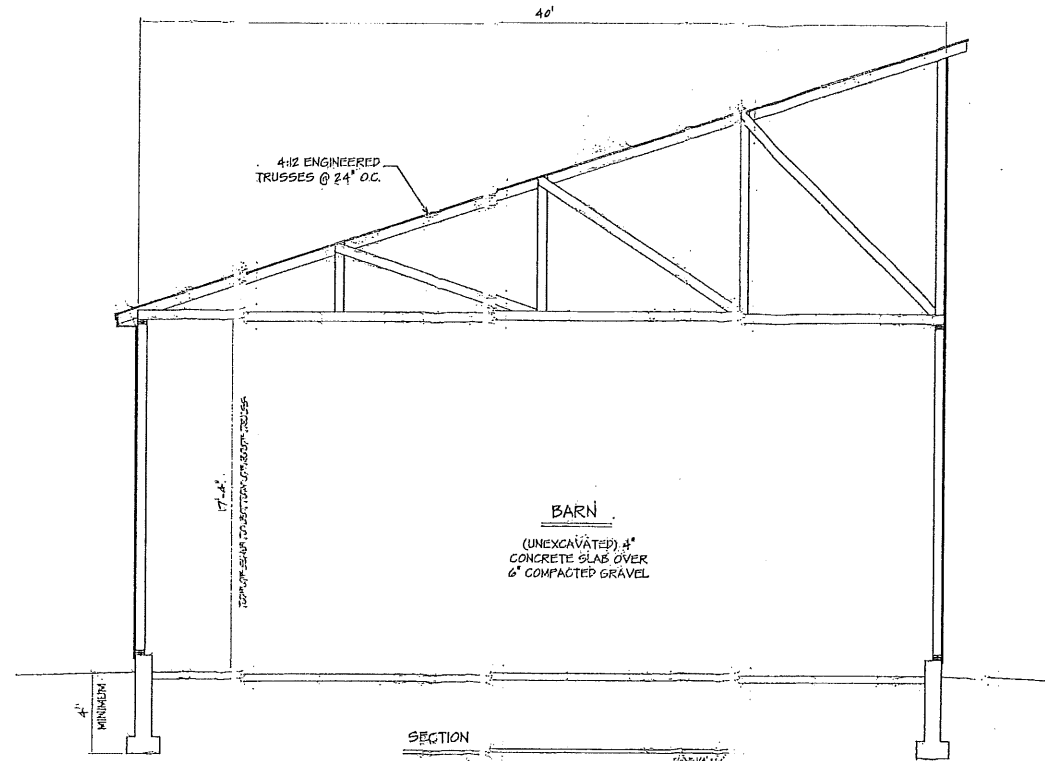 40'
4:12 ENGINEERED
TRUSSES @ 24" O.C.
17'-4"
BARN
(UNEXCAVATED) 4"
CONCRETE SLAB OVER
6" COMPACTED GRAVEL
MINIMUM
SECTION